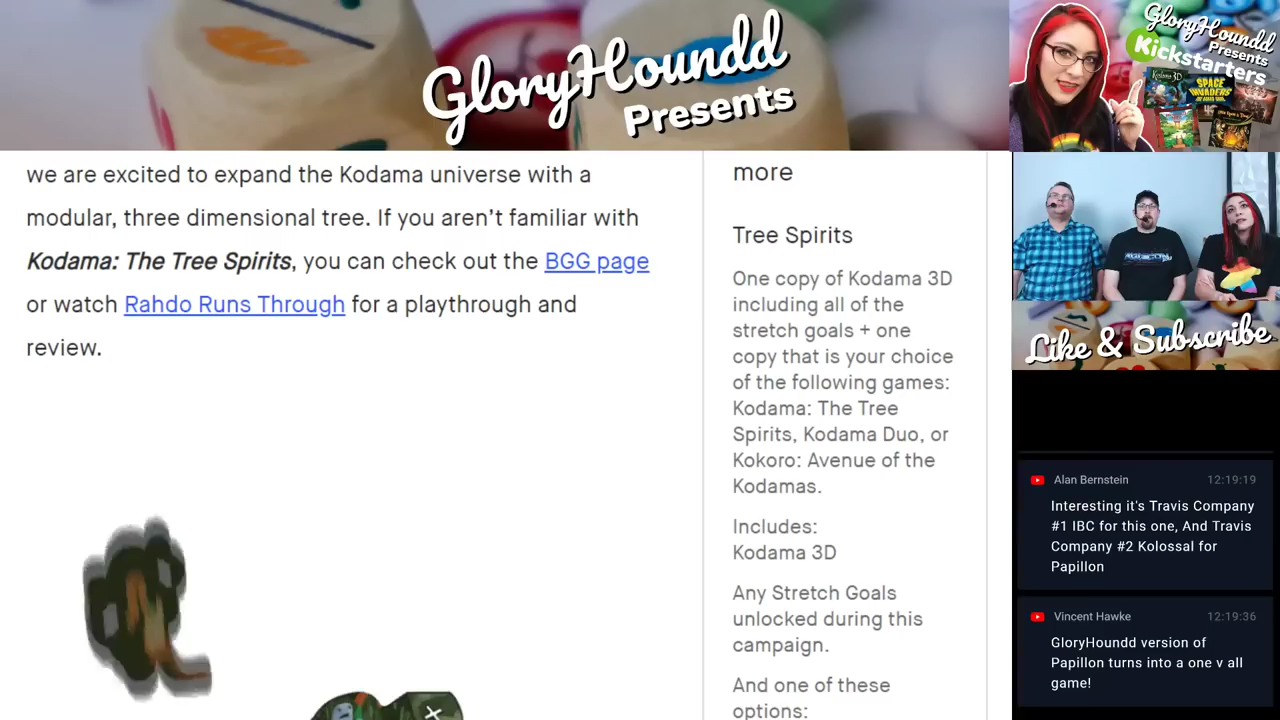 GloryHoundd
Presents
GloryHoundd
Presents
Kickstarters
Kodama 3D
SPACE
INVADERS
we are excited to expand the Kodama universe with a
modular, three dimensional tree. If you aren’t familiar with
Kodama: The Tree Spirits, you can check out the BGG page
or watch Rahdo Runs Through for a playthrough and
review.
more
Tree Spirits
One copy of Kodama 3D
including all of the
stretch goals + one
copy that is your choice
of the following games:
Kodama: The Tree
Spirits, Kodama Duo, or
Kokoro: Avenue of the
Kodamas.
Includes:
Kodama 3D
Any Stretch Goals
unlocked during this
campaign.
And one of these
options:
Like & Subscribe
Alan Bernstein 12:19:19
Interesting it's Travis Company
#1 IBC for this one, And Travis
Company #2 Kolossal for
Papillon
Vincent Hawke 12:19:36
GloryHoundd version of
Papillon turns into a one v all
game!